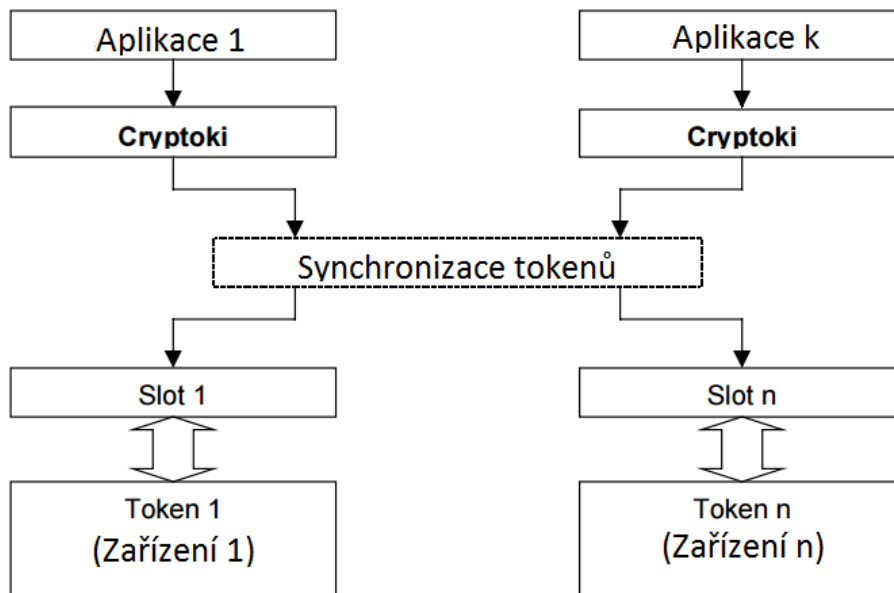 Aplikace 1
Aplikace k
Cryptoki
Cryptoki
Synchronizace tokenů
Slot 1
Slot n
Token 1
(Zařízení 1)
Token n
(Zařízení n)